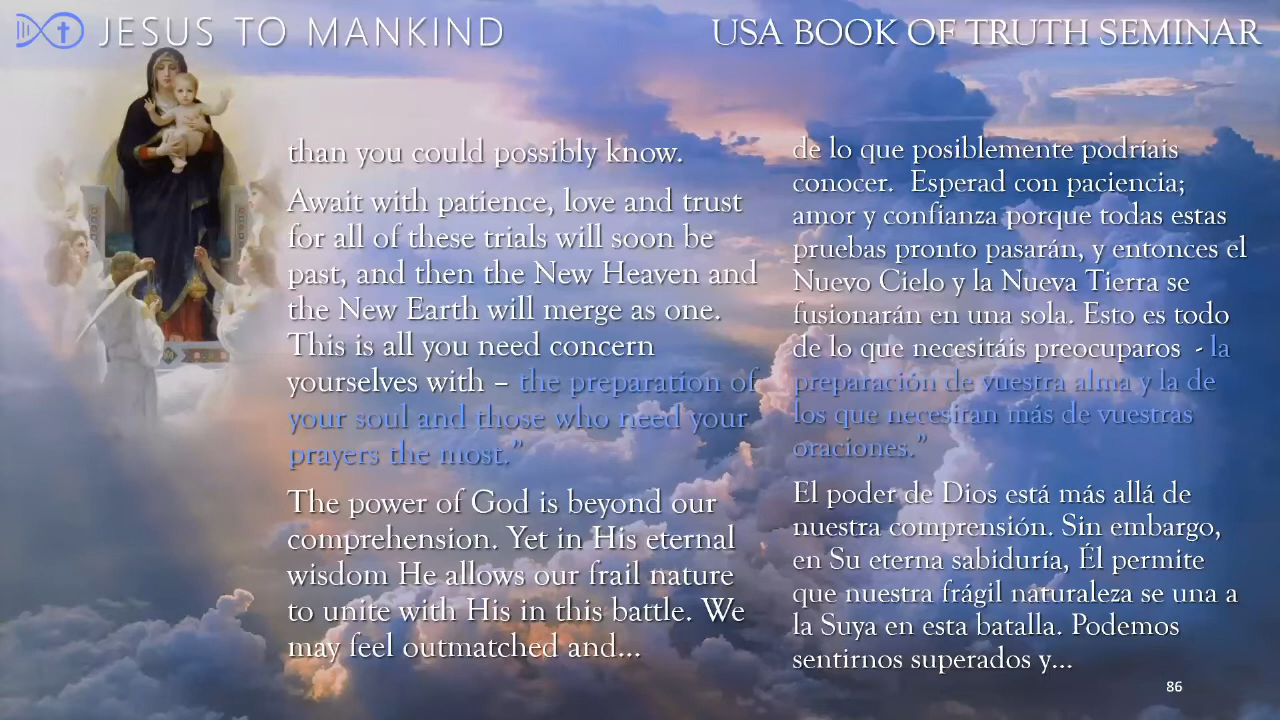 JESUS TO MANKIND
USA BOOK OF TRUTH SEMINAR
than you could possibly know.
Await with patience, love and trust
for all of these trials will soon be
past, and then the New Heaven and
the New Earth will merge as one.
This is all you need concern
yourselves with – the preparation of
your soul and those who need your
prayers the most.”
The power of God is beyond our
comprehension. Yet in His eternal
wisdom He allows our frail nature
to unite with His in this battle. We
may feel outmatched and...
de lo que posiblemente podríais
conocer.  Esperad con paciencia;
amor y confianza porque todas estas
pruebas pronto pasarán, y entonces el
Nuevo Cielo y la Nueva Tierra se
fusionarán en una sola. Esto es todo
de lo que necesitáis preocuparos  - la
preparación de vuestra alma y la de
los que necesitan más de vuestras
oraciones.”
El poder de Dios está más allá de
nuestra comprensión. Sin embargo,
en Su eterna sabiduría, Él permite
que nuestra frágil naturaleza se una a
la Suya en esta batalla. Podemos
sentirnos superados y...
86